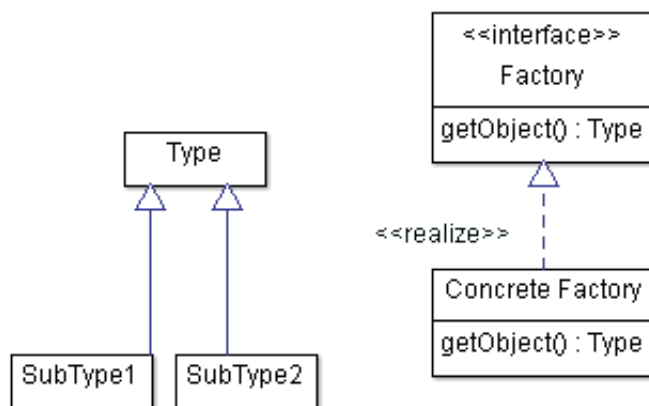 <<interface>>
Factory
getObject() : Type
Type
<<realize>>
Concrete Factory
getObject() : Type
SubType1
SubType2